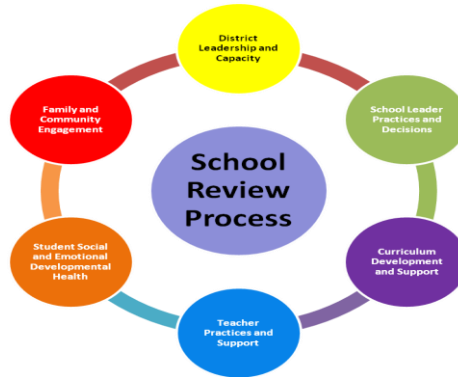 District
Leadership and
Capacity
School Leader
Practices and
Decisions
Curriculum
Development
and Support
Teacher
Practices and
Support
Student Social
and Emotional
Developmental
Health
Family and
Community
Engagement
School
Review
Process